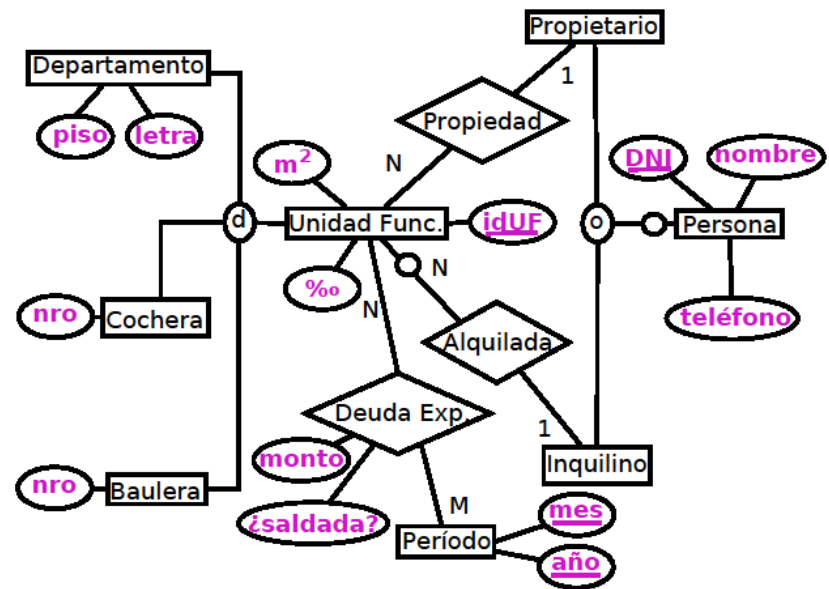 Propietario
Departamento
1
Propiedad
piso
letra
DNI
nombre
m²
N
d
Unidad Func.
idUF
o
Persona
N
‰
nro
N
teléfono
Cochera
Alquilada
Deuda Exp.
1
monto
Inquilino
nro
Baulera
M
mes
¿saldada?
Período
año